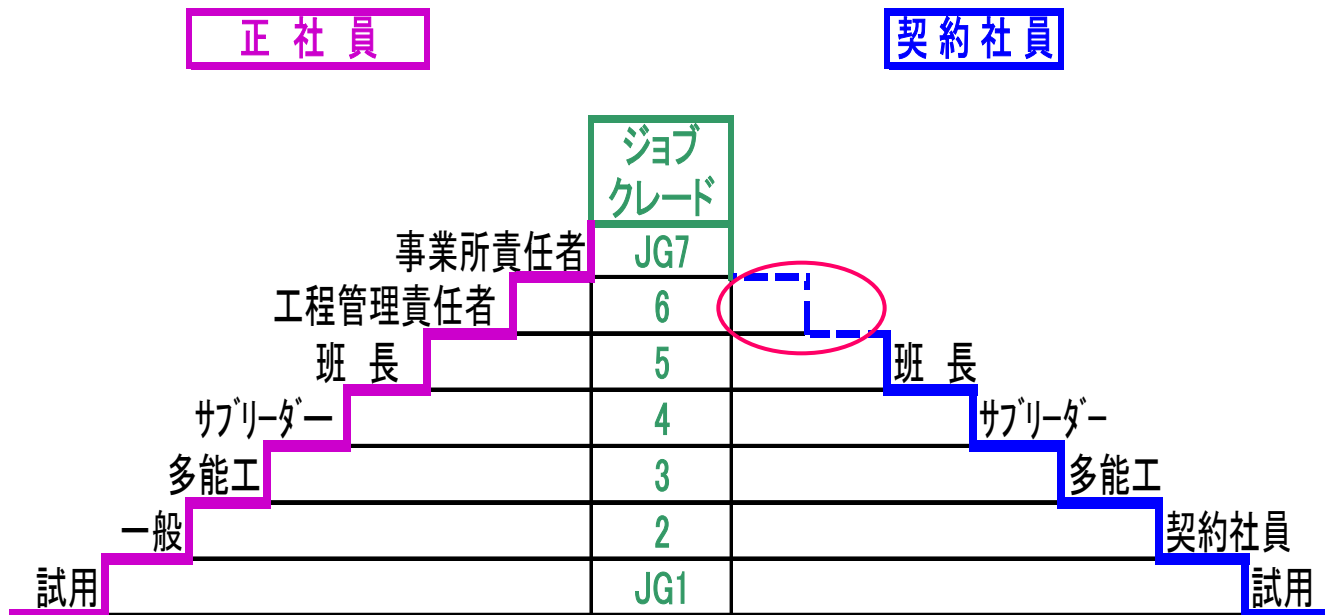 正 社 員
契 約 社 員
ジョブ
クレード
事業所責任者
JG7
工程管理責任者
6
班 長
5
班 長
サブリーダー
4
サブリーダー
多能工
3
多能工
一般
2
契約社員
試用
JG1
試用